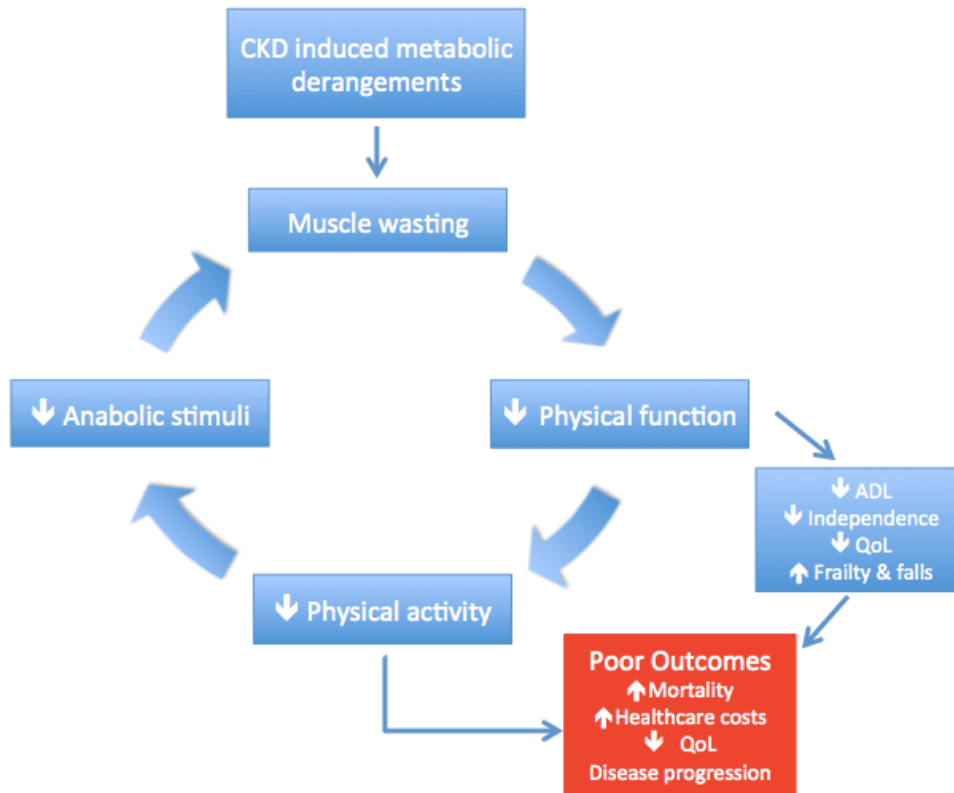 CKD induced metabolic
derangements
Muscle wasting
↓ Anabolic stimuli
↓ Physical function
↓ ADL
↓ Independence
↓ QoL
↑ Frailty & falls
↓ Physical activity
Poor Outcomes
↑ Mortality
↑ Healthcare costs
↓ QoL
Disease progression